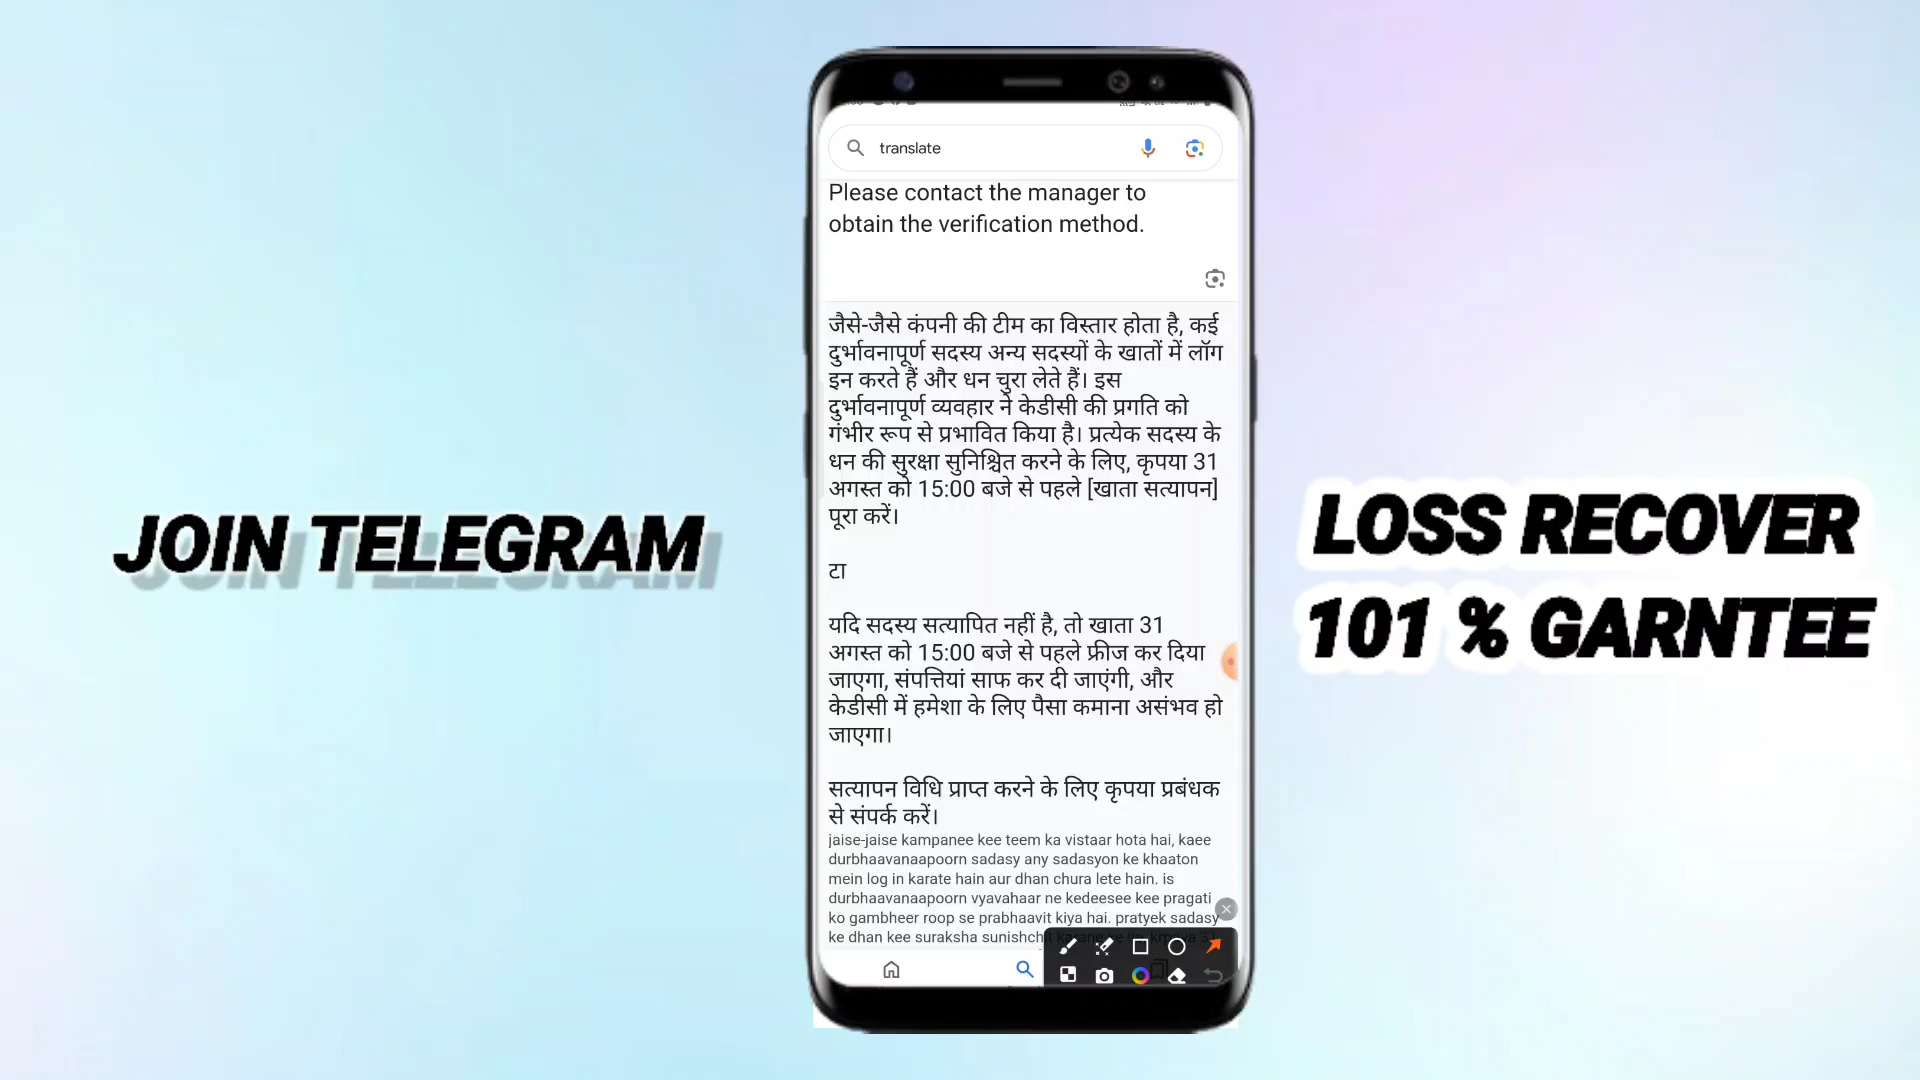 JOIN TELEGRAM
translate
Please contact the manager to
obtain the verification method.
जैसे-जैसे कंपनी की टीम का विस्तार होता है, कई
दुर्भावनापूर्ण सदस्य अन्य सदस्यों के खातों में लॉग
इन करते हैं और धन चुरा लेते हैं। इस
दुर्भावनापूर्ण व्यवहार ने केडीसी की प्रगति को
गंभीर रूप से प्रभावित किया है। प्रत्येक सदस्य के
धन की सुरक्षा सुनिश्चित करने के लिए, कृपया 31
अगस्त को 15:00 बजे से पहले [खाता सत्यापन]
पूरा करें।
टा
यदि सदस्य सत्यापित नहीं है, तो खाता 31
अगस्त को 15:00 बजे से पहले फ्रीज कर दिया
जाएगा, संपत्तियां साफ कर दी जाएंगी, और
केडीसी में हमेशा के लिए पैसा कमाना असंभव हो
जाएगा।
सत्यापन विधि प्राप्त करने के लिए कृपया प्रबंधक
से संपर्क करें।
jaise-jaise kampanee kee teem ka vistaar hota hai, kaee
durbhaavanaapoorn sadasy any sadasyon ke khaaton
mein log in karate hain aur dhan chura lete hain. is
durbhaavanaapoorn vyavahaar ne kedeesee kee pragati
ko gambheer roop se prabhaavit kiya hai. pratyek sadasy
ke dhan kee suraksha
LOSS RECOVER
101 % GARNTEE